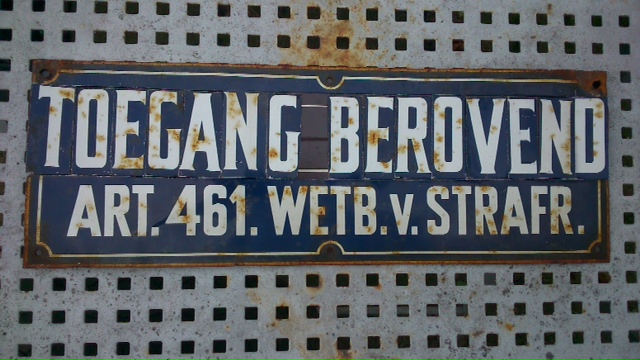 TOEGANG BEROVEND
ART. 461. WETB. v. STRAFR.